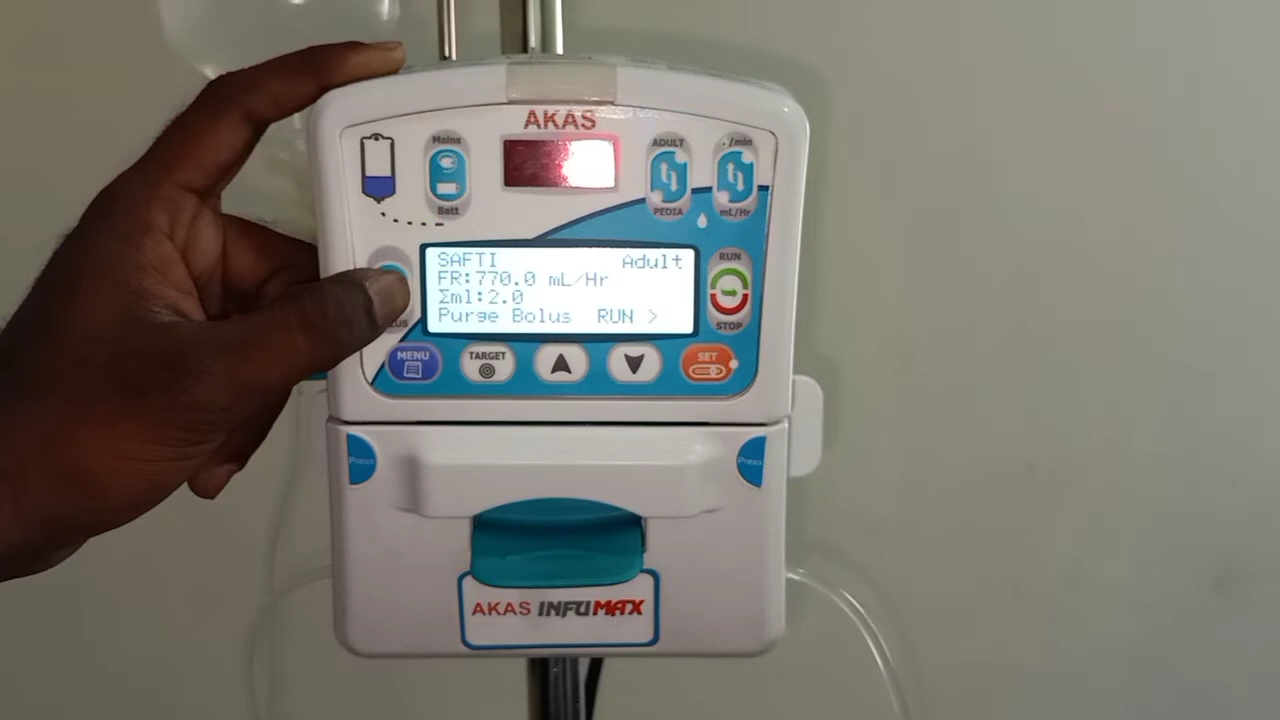 AKAS
Mains
Batt
ADULT
PEDIA
/min
mL/Hr
SAFTI Adult
FR:770.0 mL/Hr
Σml:2.0
Purge Bolus RUN >
RUN
STOP
MENU
TARGET
SET
Press
Press
AKAS INFUMAX